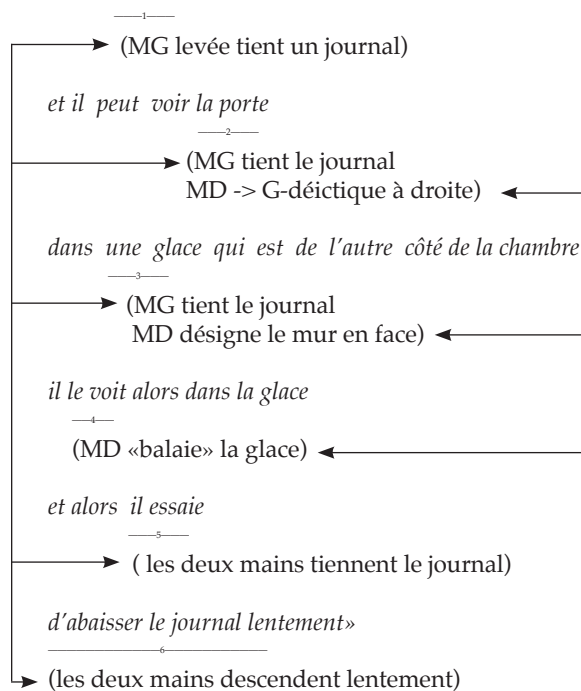 1
(MG levée tient un journal)
et il peut voir la porte
2
(MG tient le journal
MD -> G-déictique à droite)
dans une glace qui est de l'autre côté de la chambre
3
(MG tient le journal
MD désigne le mur en face)
il le voit alors dans la glace
4
(MD «balaie» la glace)
et alors il essaie
5
( les deux mains tiennent le journal)
d'abaisser le journal lentement»
6
(les deux mains descendent lentement)